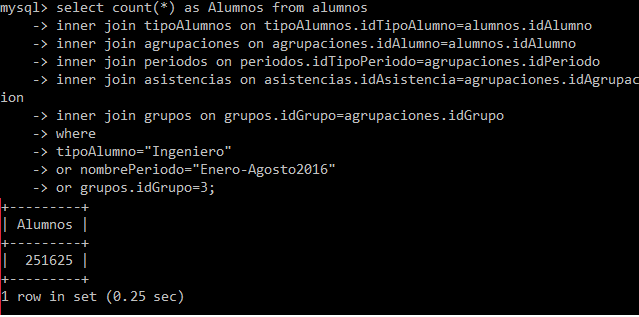 mysql> select count(*) as Alumnos from alumnos
    -> inner join tipoAlumnos on tipoAlumnos.idTipoAlumno=alumnos.idAlumno
    -> inner join agrupaciones on agrupaciones.idAlumno=alumnos.idAlumno
    -> inner join periodos on periodos.idTipoPeriodo=agrupaciones.idPeriodo
    -> inner join asistencias on asistencias.idAsistencia=agrupaciones.idAgrupac
ion
    -> inner join grupos on grupos.idGrupo=agrupaciones.idGrupo
    -> where
    -> tipoAlumno="Ingeniero"
    -> or nombrePeriodo="Enero-Agosto2016"
    -> or grupos.idGrupo=3;
+---------+
| Alumnos |
+---------+
|  251625 |
+---------+
1 row in set (0.25 sec)